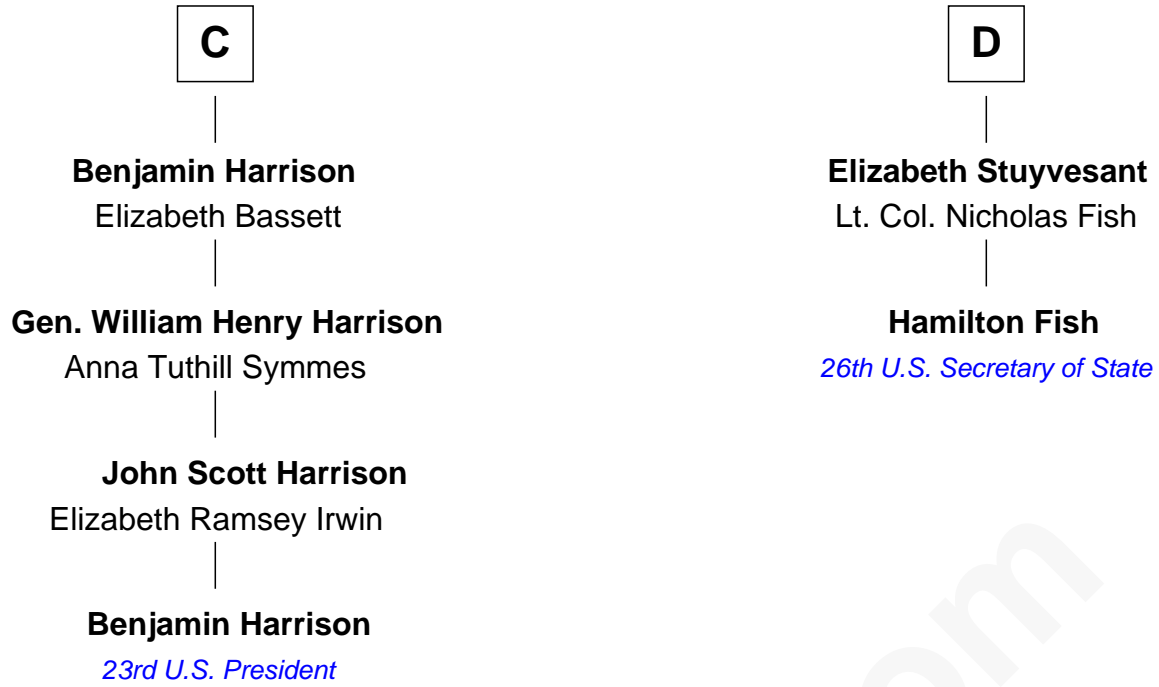 C
Benjamin Harrison
Elizabeth Bassett
Gen. William Henry Harrison
Anna Tuthill Symmes
John Scott Harrison
Elizabeth Ramsey Irwin
Benjamin Harrison
23rd U.S. President
D
Elizabeth Stuyvesant
Lt. Col. Nicholas Fish
Hamilton Fish
26th U.S. Secretary of State
om